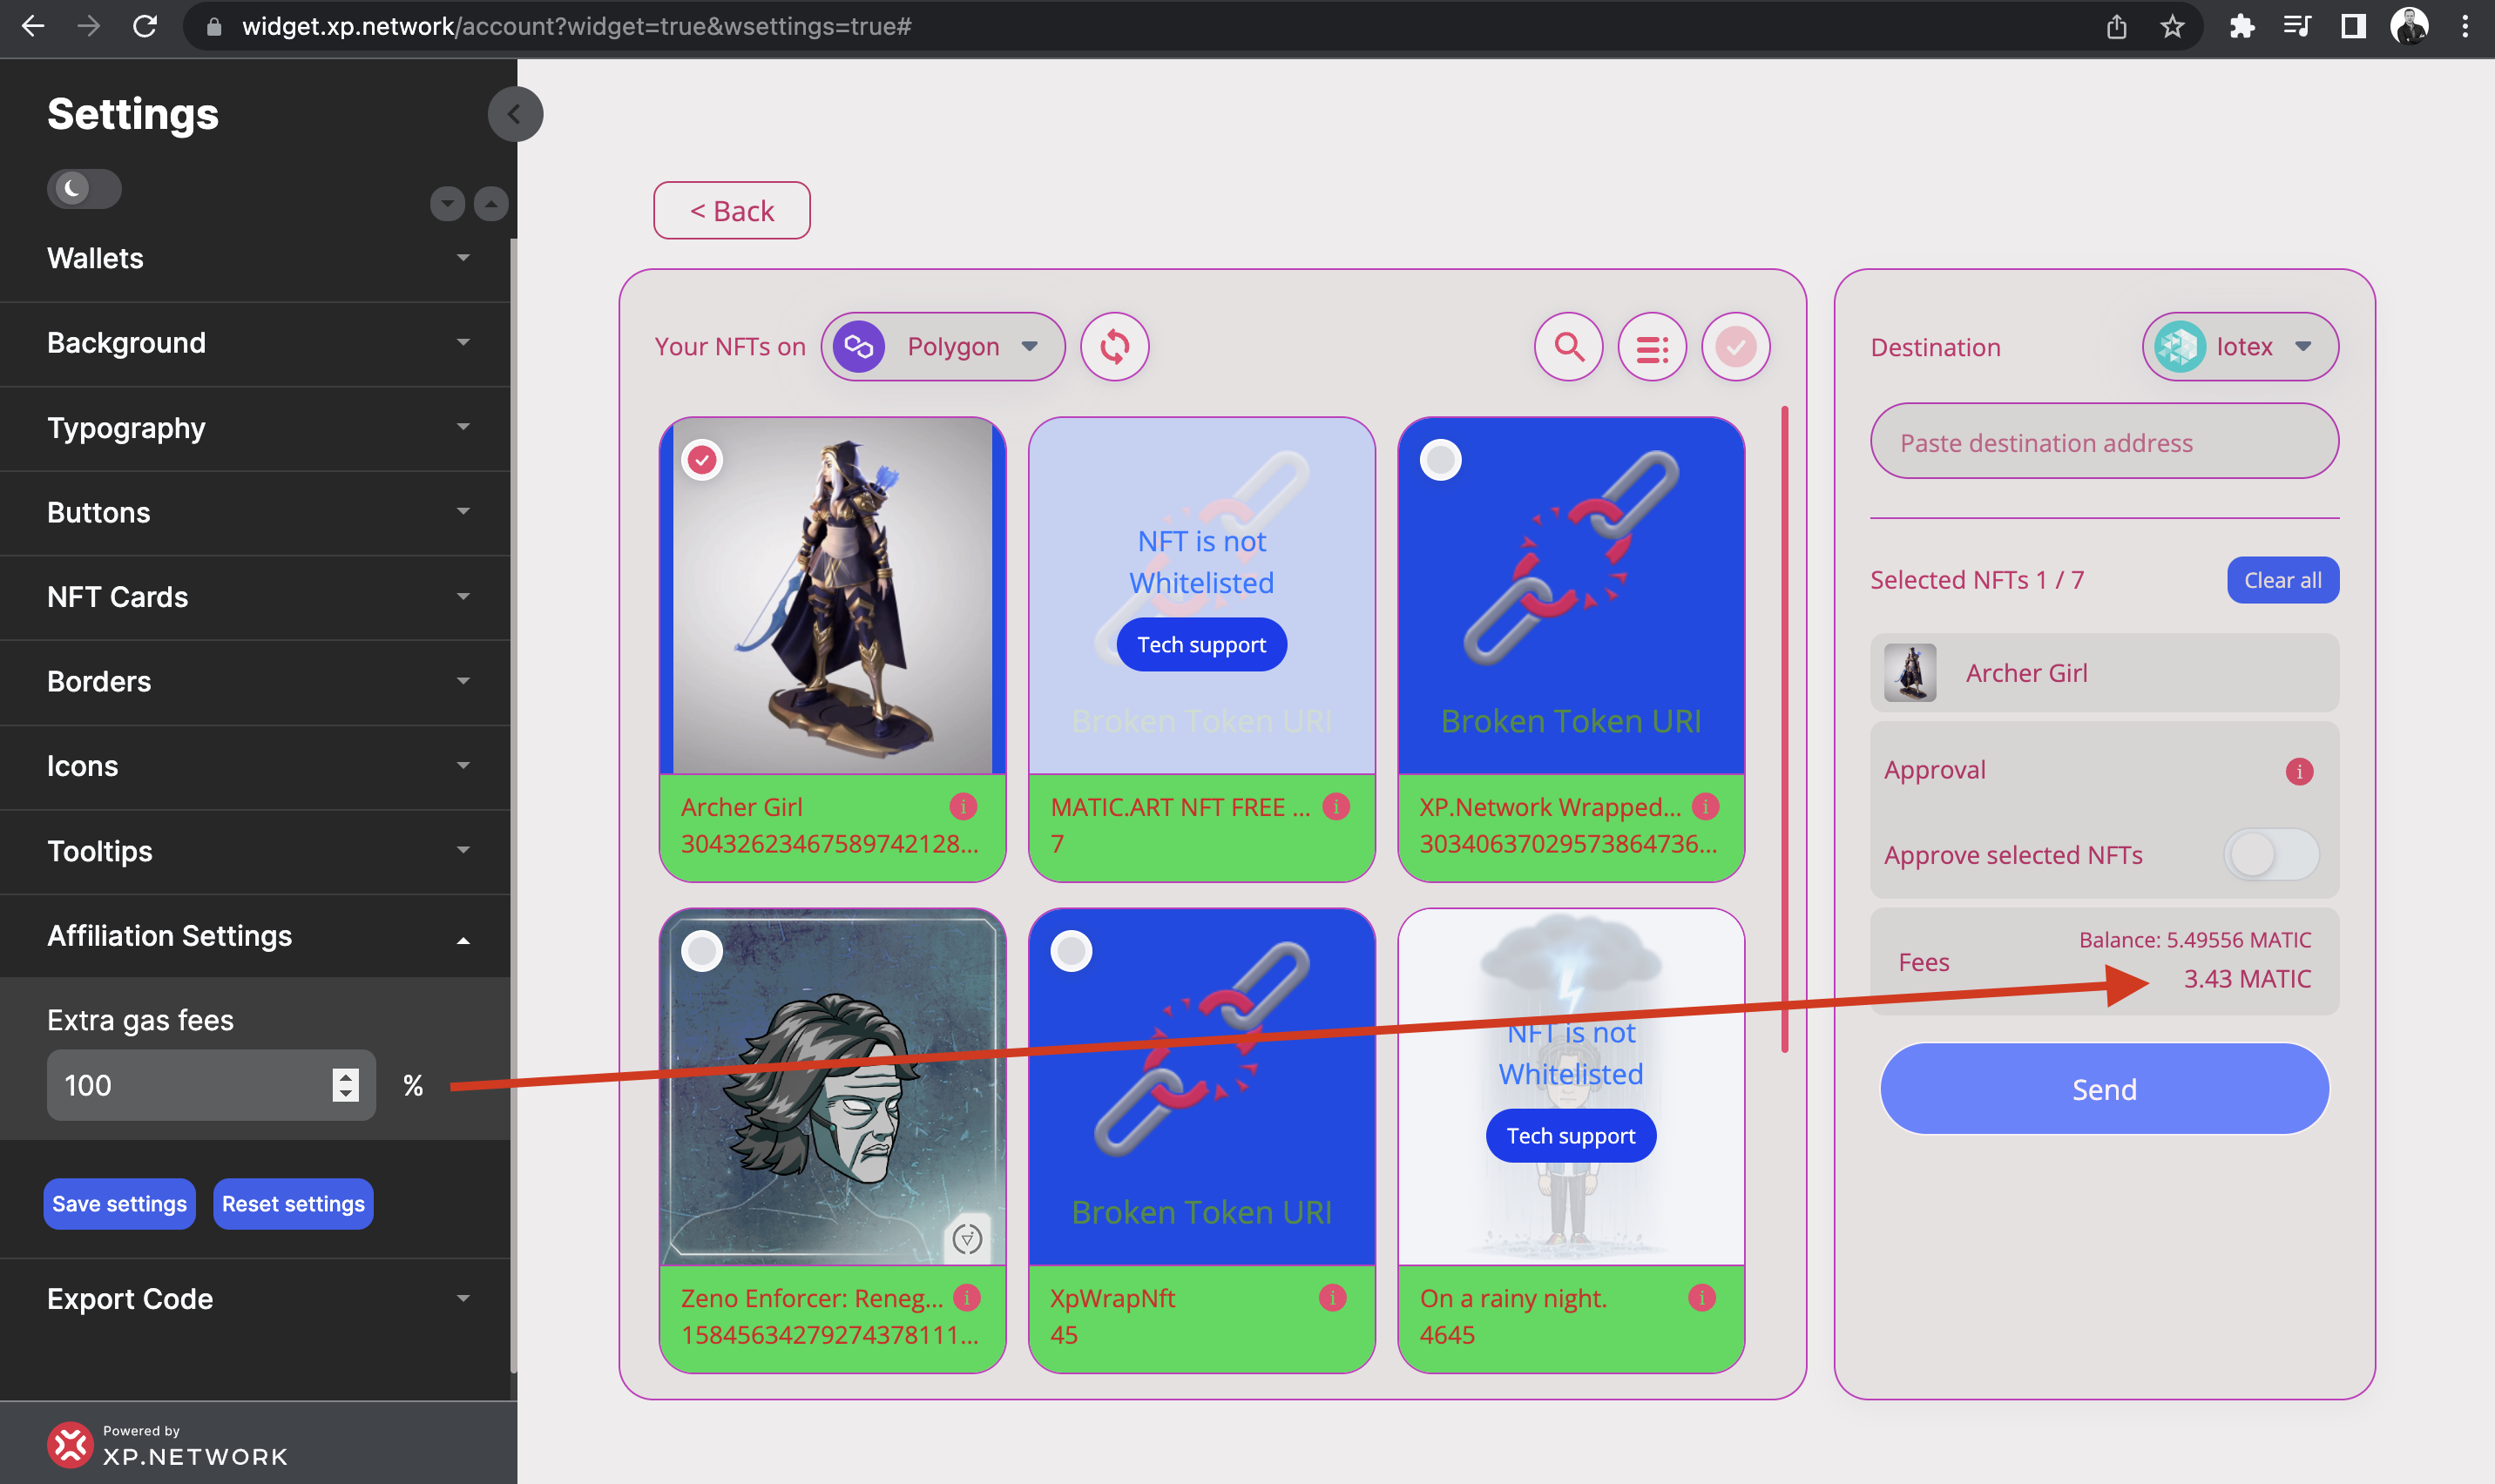 widget.xp.network/account?widget=true&wsettings=true#
Settings
Wallets
Background
Typography
Buttons
NFT Cards
Borders
Icons
Tooltips
Affiliation Settings
Extra gas fees
100 %
Save settings Reset settings
Export Code
Powered by
XP.NETWORK
< Back
Your NFTs on Polygon
NFT is not
Whitelisted
Tech support
Broken Token URI
Broken Token URI
Archer Girl
30432623467589742128...
MATIC.ART NFT FREE ...
7
XP.Network Wrapped...
30340637029573864736...
Broken Token URI
NFT is not
Whitelisted
Tech support
Zeno Enforcer: Reneg...
15845634279274378111...
XpWrapNft
45
On a rainy night.
4645
Destination Iotex
Paste destination address
Selected NFTs 1 / 7 Clear all
Archer Girl
Approval
Approve selected NFTs
Balance: 5.49556 MATIC
Fees
3.43 MATIC
Send